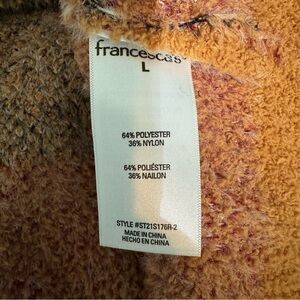 francesca's
L
64% POLYESTER
36% NYLON
64% POLIÉSTER
36% NAILON
STYLE #ST21S176R-2
MADE IN CHINA
HECHO EN CHINA